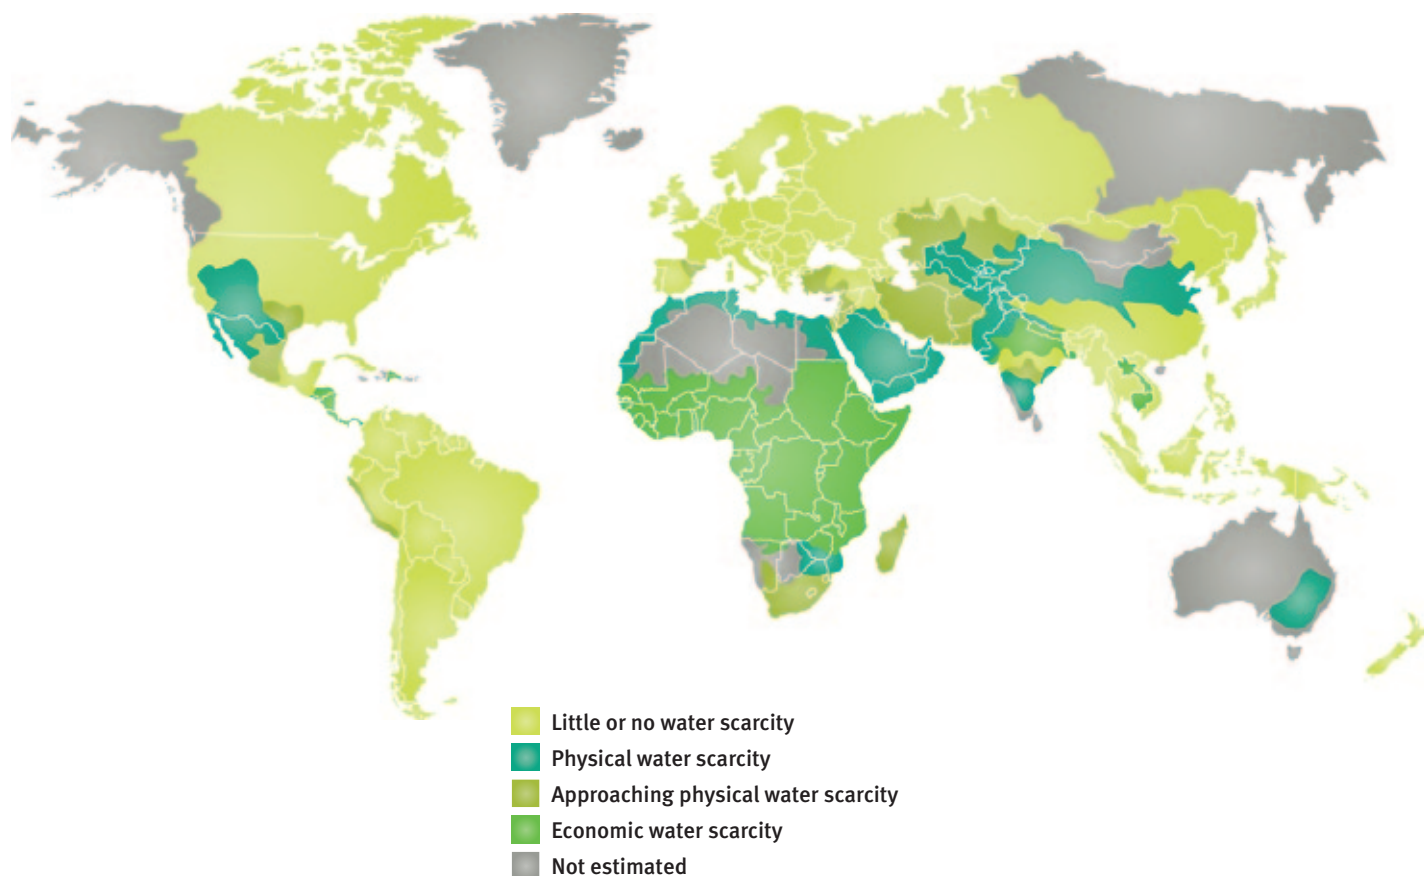 Little or no water scarcity
Physical water scarcity
Approaching physical water scarcity
Economic water scarcity
Not estimated